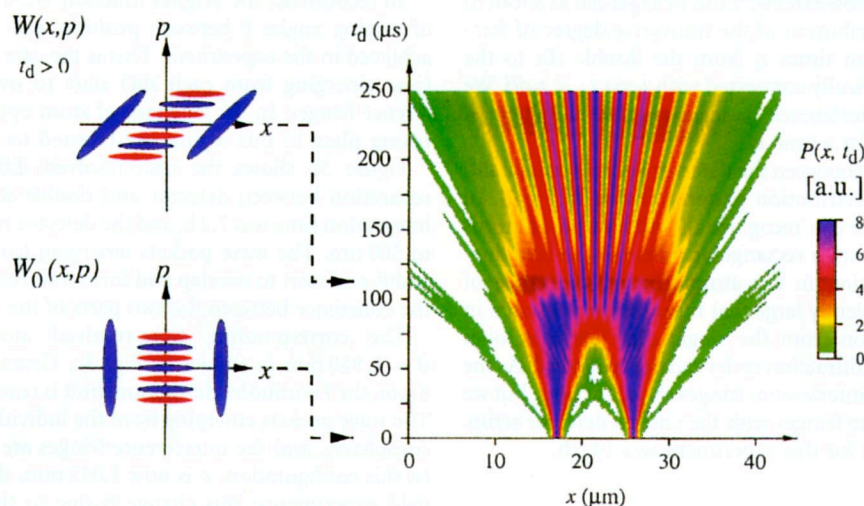 W(x,p)
t_d > 0
p
x
W_0(x,p)
p
x
t_d (μs)
250
200
150
100
50
0
0
10
20
30
40
x (μm)
P(x, t_d)
[a.u.]
8
6
4
2
0